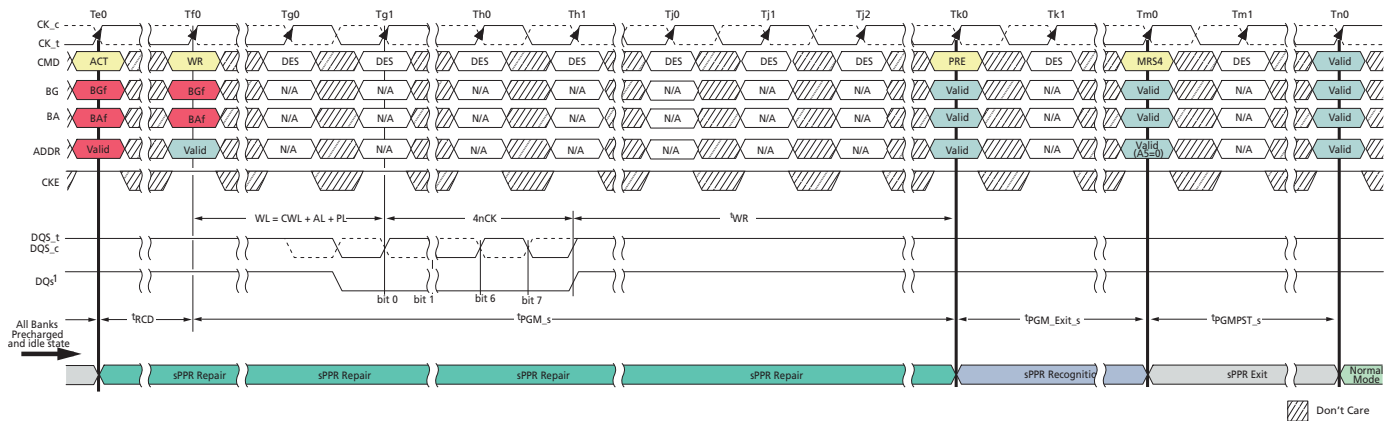 Te0 Tf0 Tg0 Tg1 Th0 Th1 Tj0 Tj1 Tj2 Tk0 Tk1 Tm0 Tm1 Tn0
CK_c
CK_t
CMD ACT WR DES DES DES DES DES DES DES PRE DES MRS4 DES Valid
BG BGf BGf N/A N/A N/A N/A N/A N/A N/A Valid N/A Valid N/A Valid
BA BAf BAf N/A N/A N/A N/A N/A N/A N/A Valid N/A Valid N/A Valid
ADDR Valid Valid N/A N/A N/A N/A N/A N/A N/A Valid N/A Valid (A5=0) N/A Valid
CKE
WL = CWL + AL + PL 4nCK tWR
DQS_t
DQS_c
DQs1
bit 0 bit 1 bit 6 bit 7
tRCD tPGM_s tPGM_Exit_s tPGMPST_s
All Banks
Precharged
and idle state
sPPR Repair sPPR Repair sPPR Repair sPPR Repair sPPR Recognitic sPPR Exit Normal Mode
Don't Care